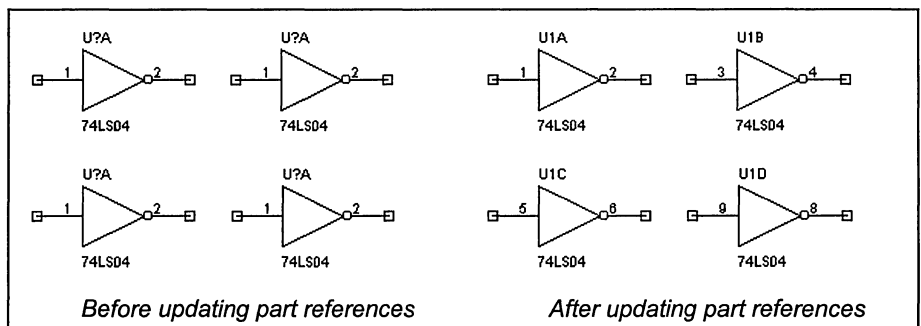 U?A U?A U1A U1B
1 2 1 2 1 2 3 4
74LS04 74LS04 74LS04 74LS04
U?A U?A U1C U1D
1 2 1 2 5 6 9 8
74LS04 74LS04 74LS04 74LS04
Before updating part references After updating part references